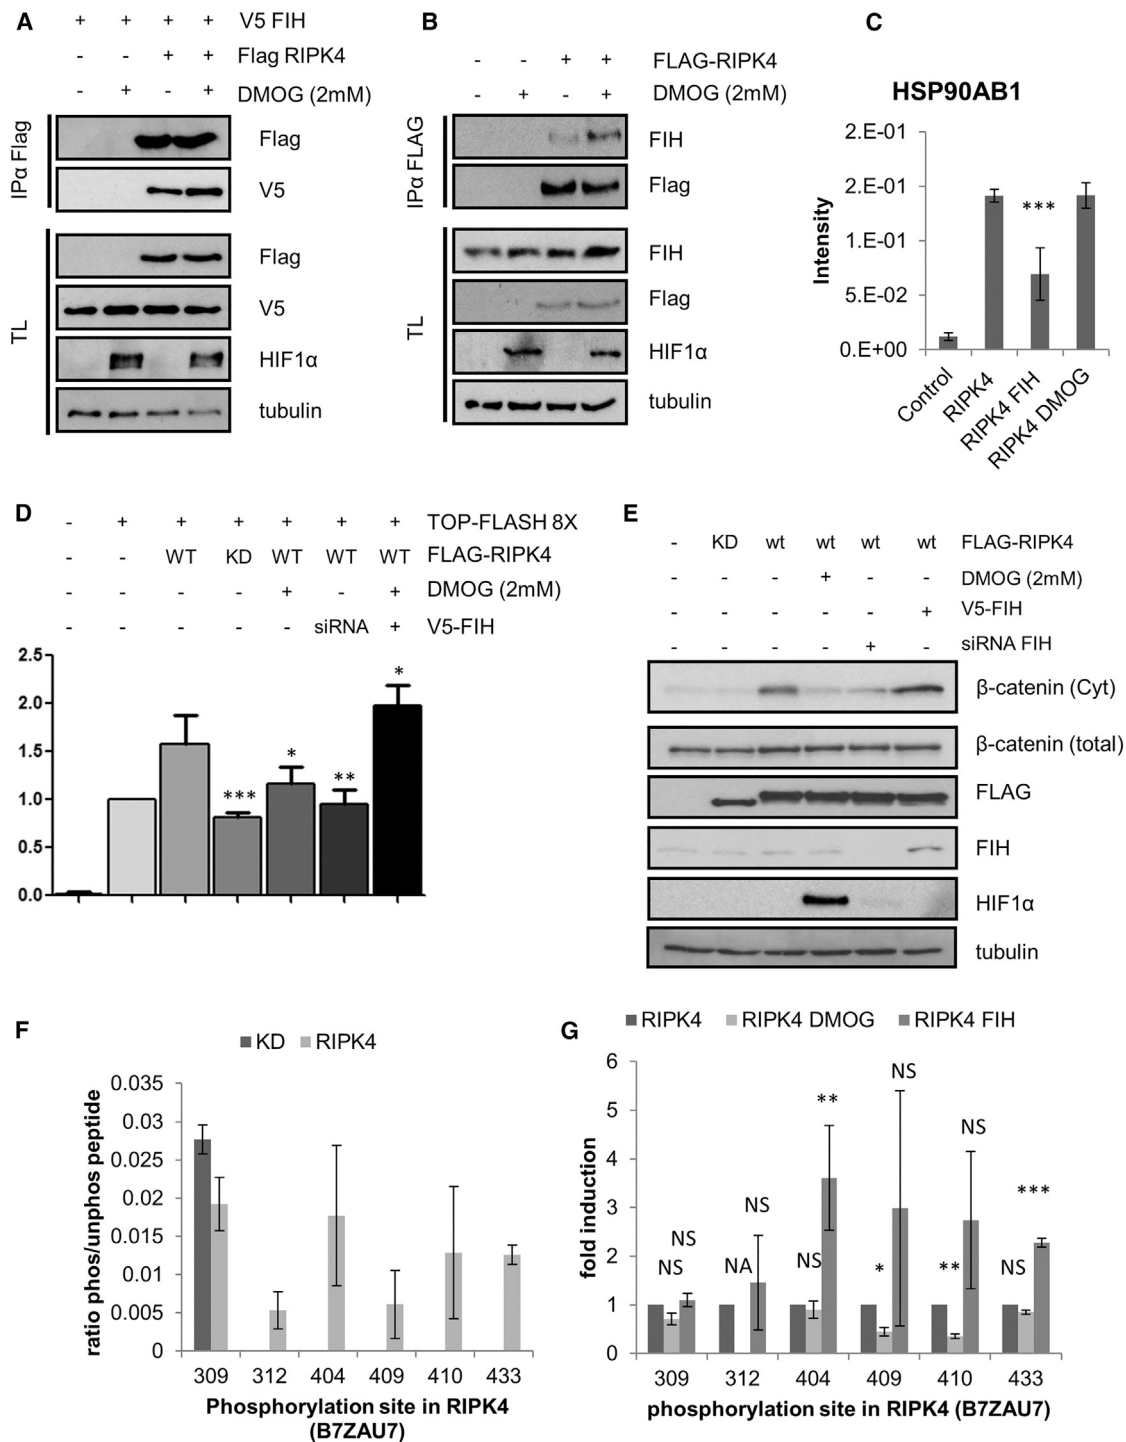 A
+ + + + V5 FIH
- - + + Flag RIPK4
- + - + DMOG (2mM)
IPα Flag
Flag
V5
TL
Flag
V5
HIF1α
tubulin
B
- - + + FLAG-RIPK4
- + - + DMOG (2mM)
IPα FLAG
FIH
Flag
TL
FIH
Flag
HIF1α
tubulin
C
HSP90AB1
Intensity
2.E-01
2.E-01
1.E-01
5.E-02
0.E+00
***
Control
RIPK4
RIPK4 FIH
RIPK4 DMOG
D
- + + + + + + TOP-FLASH 8X
- - WT KD WT WT WT FLAG-RIPK4
- - - - + - + DMOG (2mM)
- - - - - siRNA + V5-FIH
2.5
2.0
1.5
1.0
0.5
0.0
***
*
**
*
E
- KD wt wt wt wt FLAG-RIPK4
- - - + - - DMOG (2mM)
- - - - - + V5-FIH
- - - - + - siRNA FIH
β-catenin (Cyt)
β-catenin (total)
FLAG
FIH
HIF1α
tubulin
F
KD RIPK4
ratio phos/unphos peptide
0.035
0.03
0.025
0.02
0.015
0.01
0.005
0
309 312 404 409 410 433
Phosphorylation site in RIPK4
(B7ZAU7)
G
RIPK4 RIPK4 DMOG RIPK4 FIH
fold induction
6
5
4
3
2
1
0
NS
NS
NA
NS
NS
**
*
NS
**
NS
NS
***
309 312 404 409 410 433
phosphorylation site in RIPK4 (B7ZAU7)